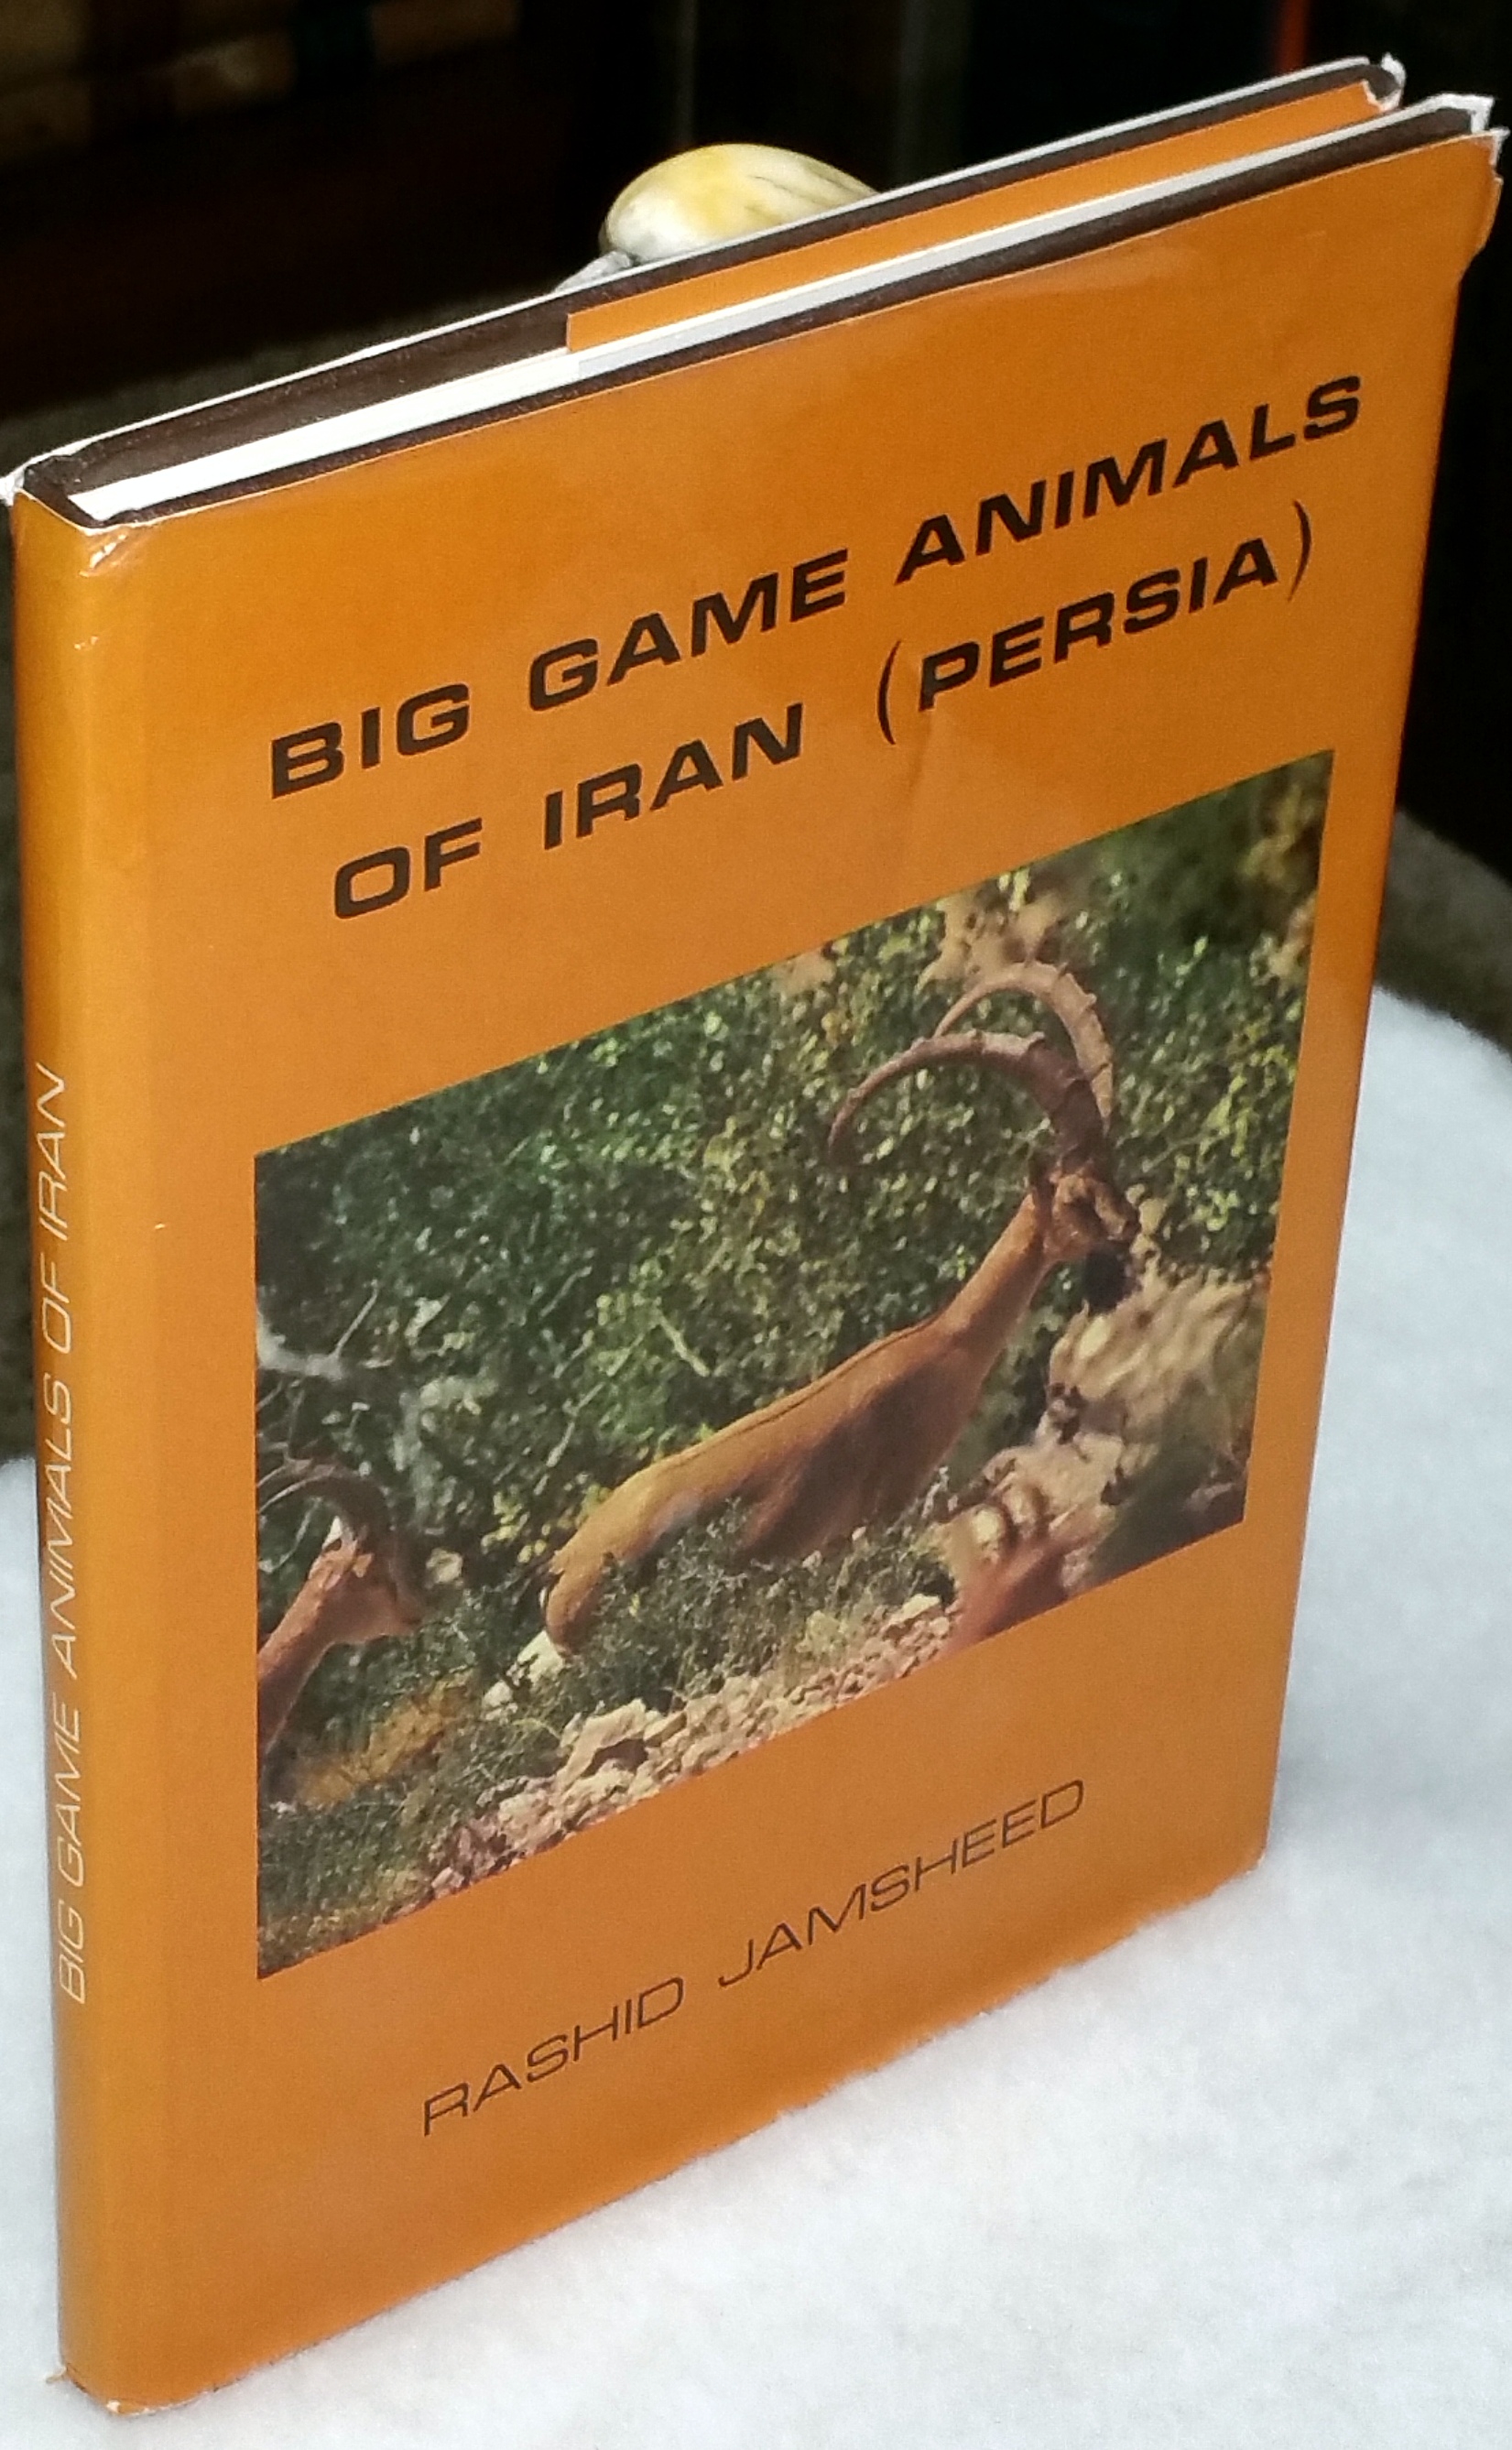 BIG GAME ANIMALS
OF IRAN (PERSIA)
RASHID JAMSHEED
BIG GAME ANIMALS OF IRAN